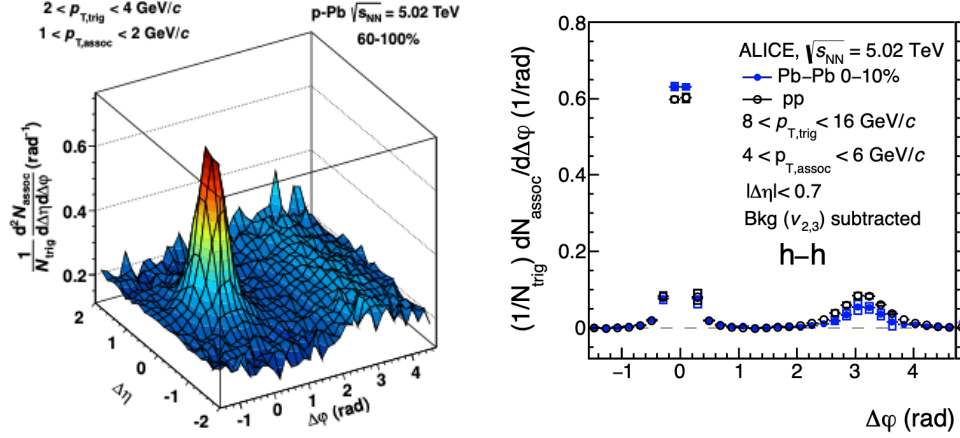 2 < p_T,trig < 4 GeV/c
1 < p_T,assoc < 2 GeV/c
p-Pb √s_NN = 5.02 TeV
60-100%
1/N_trig d²N_assoc/dΔηdΔφ (rad⁻¹)
0.6
0.4
0.2
2
1
0
-1
-2
Δη
-1
0
1
2
3
4
Δφ (rad)
(1/N_trig) dN_assoc/dΔφ (1/rad)
0.8
0.6
0.4
0.2
0
ALICE, √s_NN = 5.02 TeV
Pb−Pb 0−10%
pp
8 < p_T,trig < 16 GeV/c
4 < p_T,assoc < 6 GeV/c
|Δη| < 0.7
Bkg (v_2,3) subtracted
h−h
−1 0 1 2 3 4
Δφ (rad)